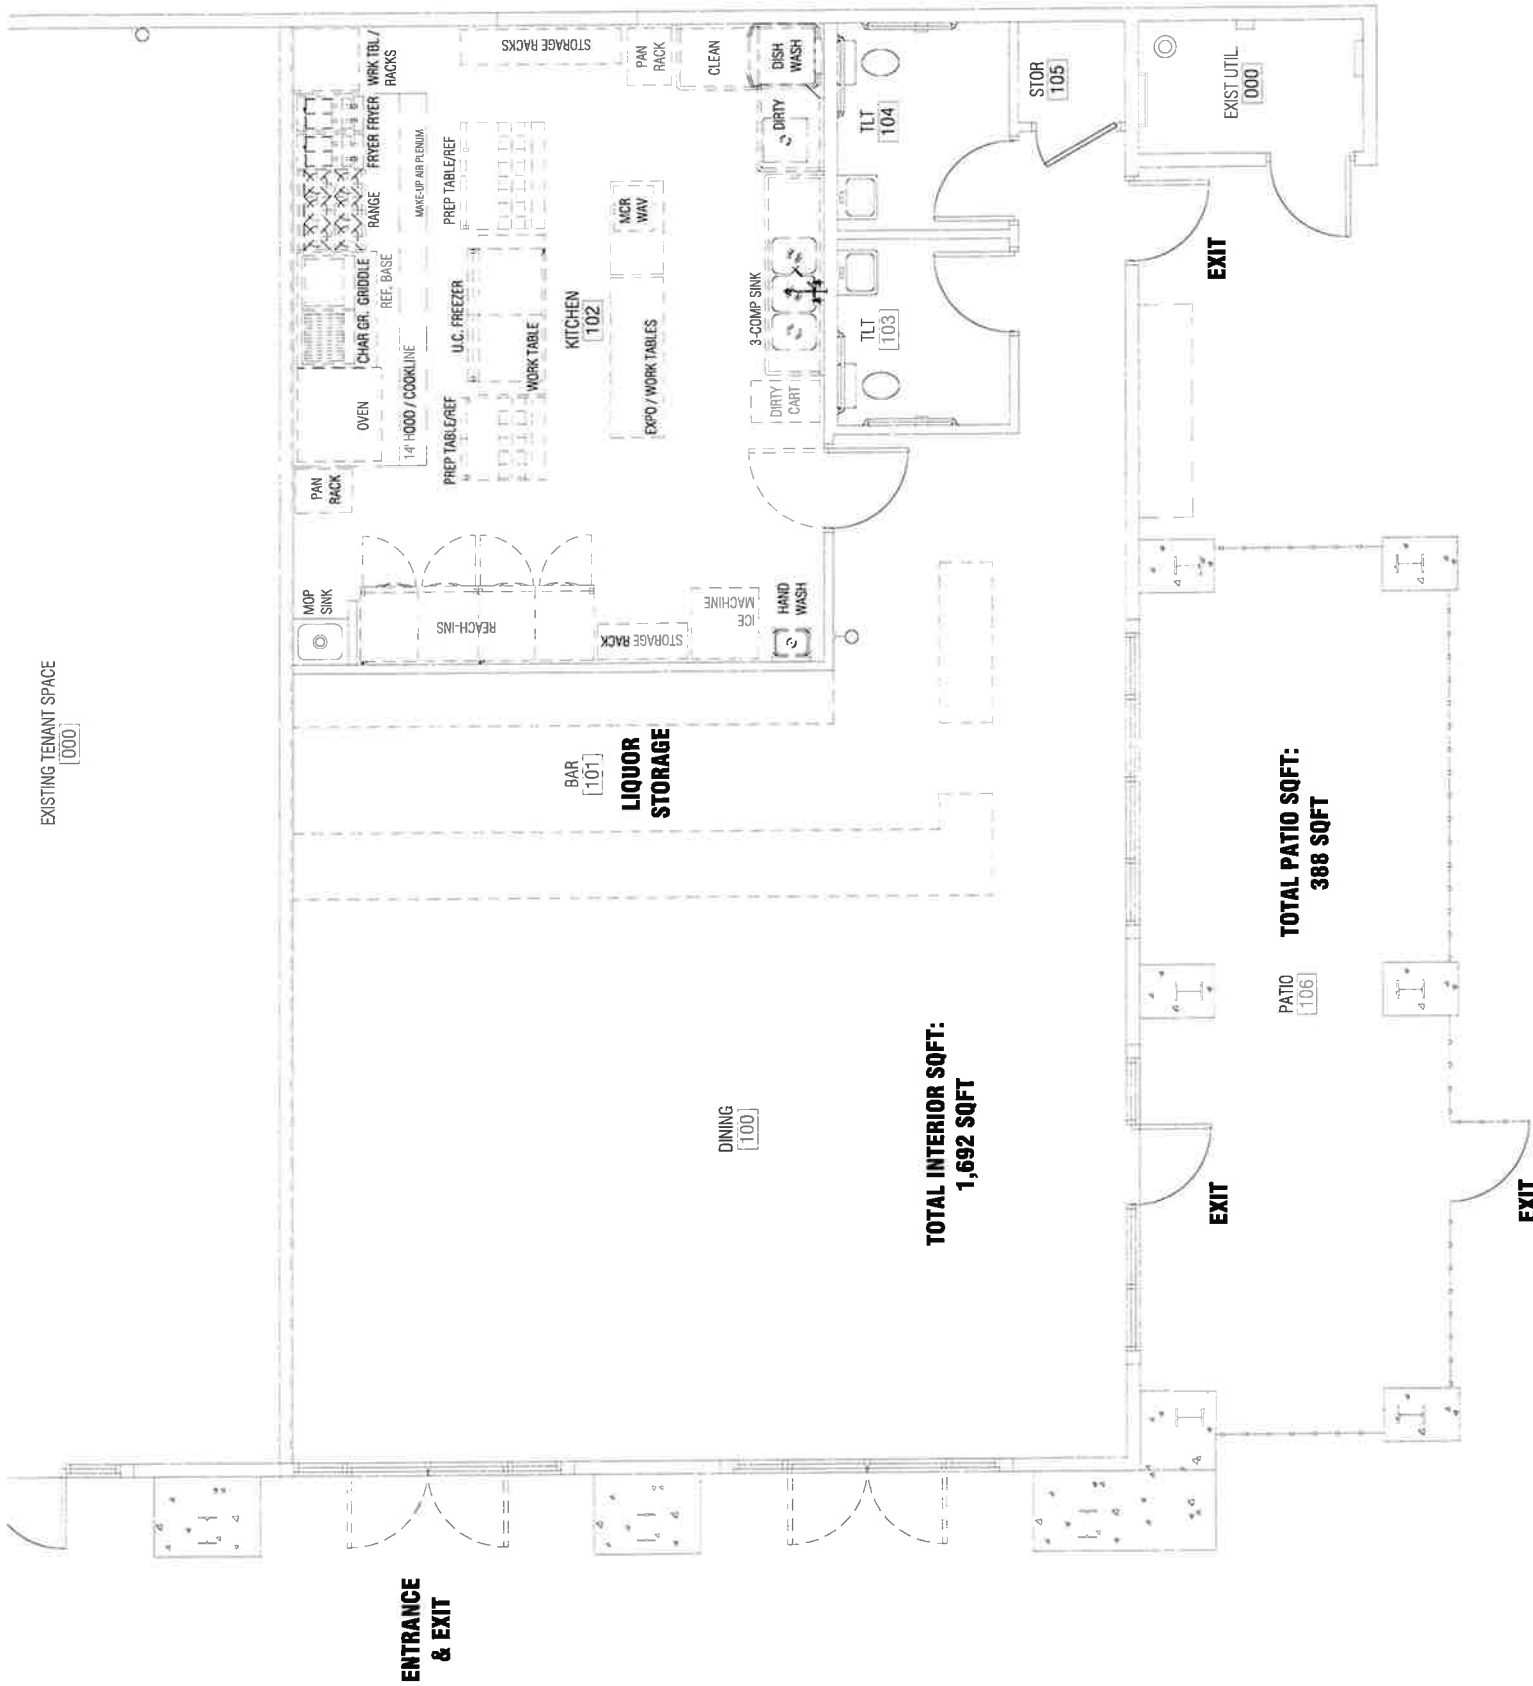 EXISTING TENANT SPACE
000
WRK TBL /
RACKS
FRYER FRYER
RANGE
CHAR GR. GRIDDLE
REF. BASE
OVEN
MAKE-UP AIR PLENUM
14' HOOD / COOKLINE
PAN
RACK
STORAGE RACKS
PAN
RACK
CLEAN
DISH
WASH
DIRTY
PREP TABLE/REF
U.C. FREEZER
WORK TABLE
PREP TABLE/REF
KITCHEN
102
MCR
WAV
EXPO / WORK TABLES
3-COMP SINK
DIRTY
CART
MOP
SINK
REACH-INS
STORAGE RACK
ICE
MACHINE
HAND
WASH
TLT
104
TLT
103
STOR
105
EXIST UTIL
000
EXIT
BAR
101
LIQUOR
STORAGE
DINING
100
TOTAL INTERIOR SQFT:
1,692 SQFT
TOTAL PATIO SQFT:
388 SQFT
PATIO
106
EXIT
EXIT
ENTRANCE
& EXIT